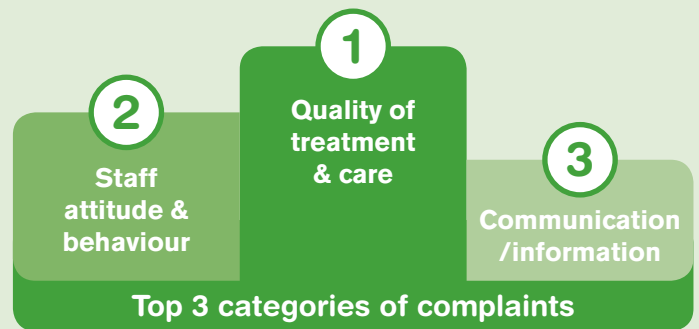 1
Quality of
treatment
& care
2
Staff
attitude &
behaviour
3
Communication
/information
Top 3 categories of complaints